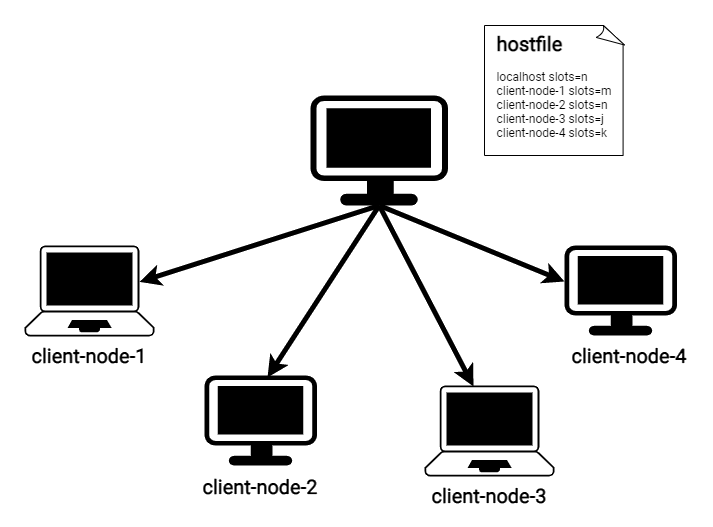 hostfile
localhost slots=n
client-node-1 slots=m
client-node-2 slots=n
client-node-3 slots=j
client-node-4 slots=k
client-node-1
client-node-4
client-node-2
client-node-3